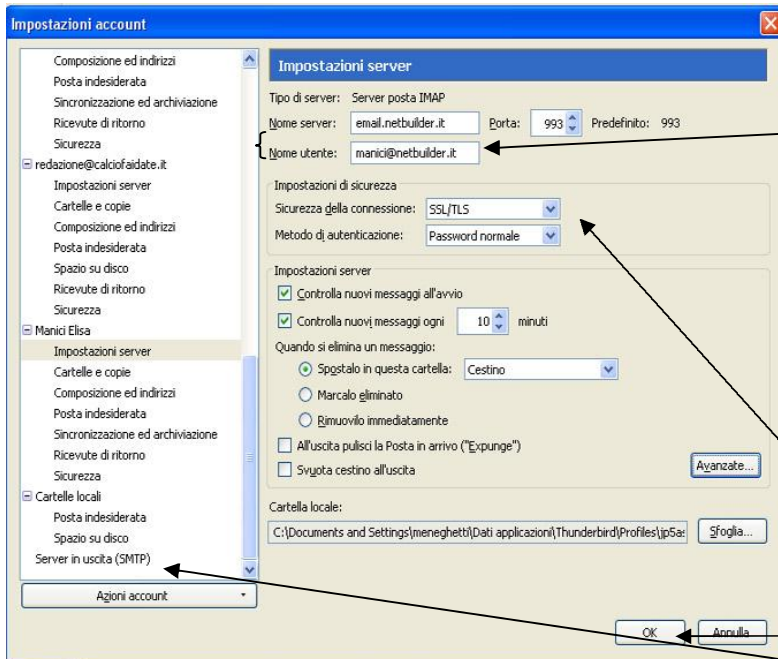 Impostazioni account
Composizione ed indirizzi
Posta indesiderata
Sincronizzazione ed archiviazione
Ricevute di ritorno
Sicurezza
redazione@calciofaidate.it
Impostazioni server
Cartelle e copie
Composizione ed indirizzi
Posta indesiderata
Spazio su disco
Ricevute di ritorno
Sicurezza
Manici Elisa
Impostazioni server
Cartelle e copie
Composizione ed indirizzi
Posta indesiderata
Sincronizzazione ed archiviazione
Ricevute di ritorno
Sicurezza
Cartelle locali
Posta indesiderata
Spazio su disco
Server in uscita (SMTP)
Azioni account
Impostazioni server
Tipo di server: Server posta IMAP
Nome server: email.netbuilder.it Porta: 993 Predefinito: 993
Nome utente: manici@netbuilder.it
Impostazioni di sicurezza
Sicurezza della connessione: SSL/TLS
Metodo di autenticazione: Password normale
Impostazioni server
Controlla nuovi messaggi all'avvio
Controlla nuovi messaggi ogni 10 minuti
Quando si elimina un messaggio:
Spostalo in questa cartella: Cestino
Marcalo eliminato
Rimuovilo immediatamente
All'uscita pulisci la Posta in arrivo ("Expunge")
Svuota cestino all'uscita
Avanzate...
Cartella locale:
C:\Documents and Settings\meneghetti\Dati applicazioni\Thunderbird\Profiles\jp5a Sfoglia...
OK Annulla